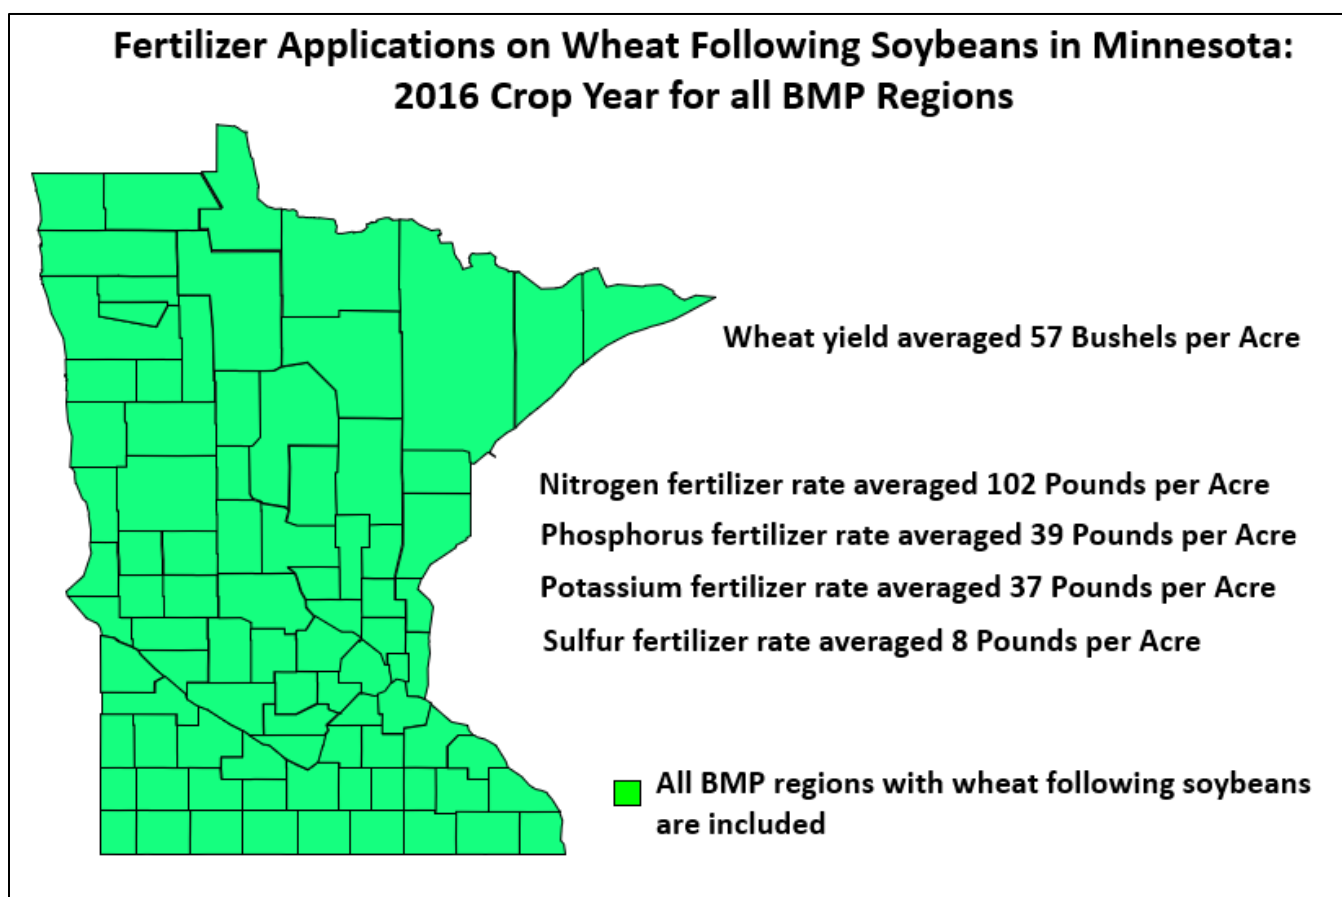 Fertilizer Applications on Wheat Following Soybeans in Minnesota:
2016 Crop Year for all BMP Regions
Wheat yield averaged 57 Bushels per Acre
Nitrogen fertilizer rate averaged 102 Pounds per Acre
Phosphorus fertilizer rate averaged 39 Pounds per Acre
Potassium fertilizer rate averaged 37 Pounds per Acre
Sulfur fertilizer rate averaged 8 Pounds per Acre
All BMP regions with wheat following soybeans
are included